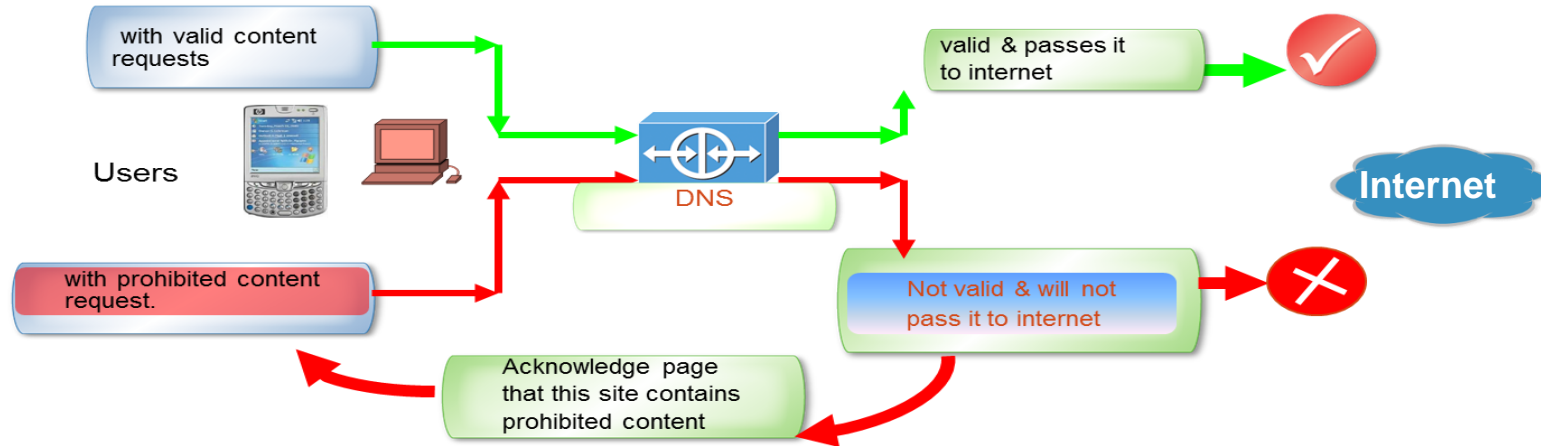 with valid content
requests
valid & passes it
to internet
Users
DNS
Internet
with prohibited content
request.
Not valid & will not
pass it to internet
Acknowledge page
that this site contains
prohibited content